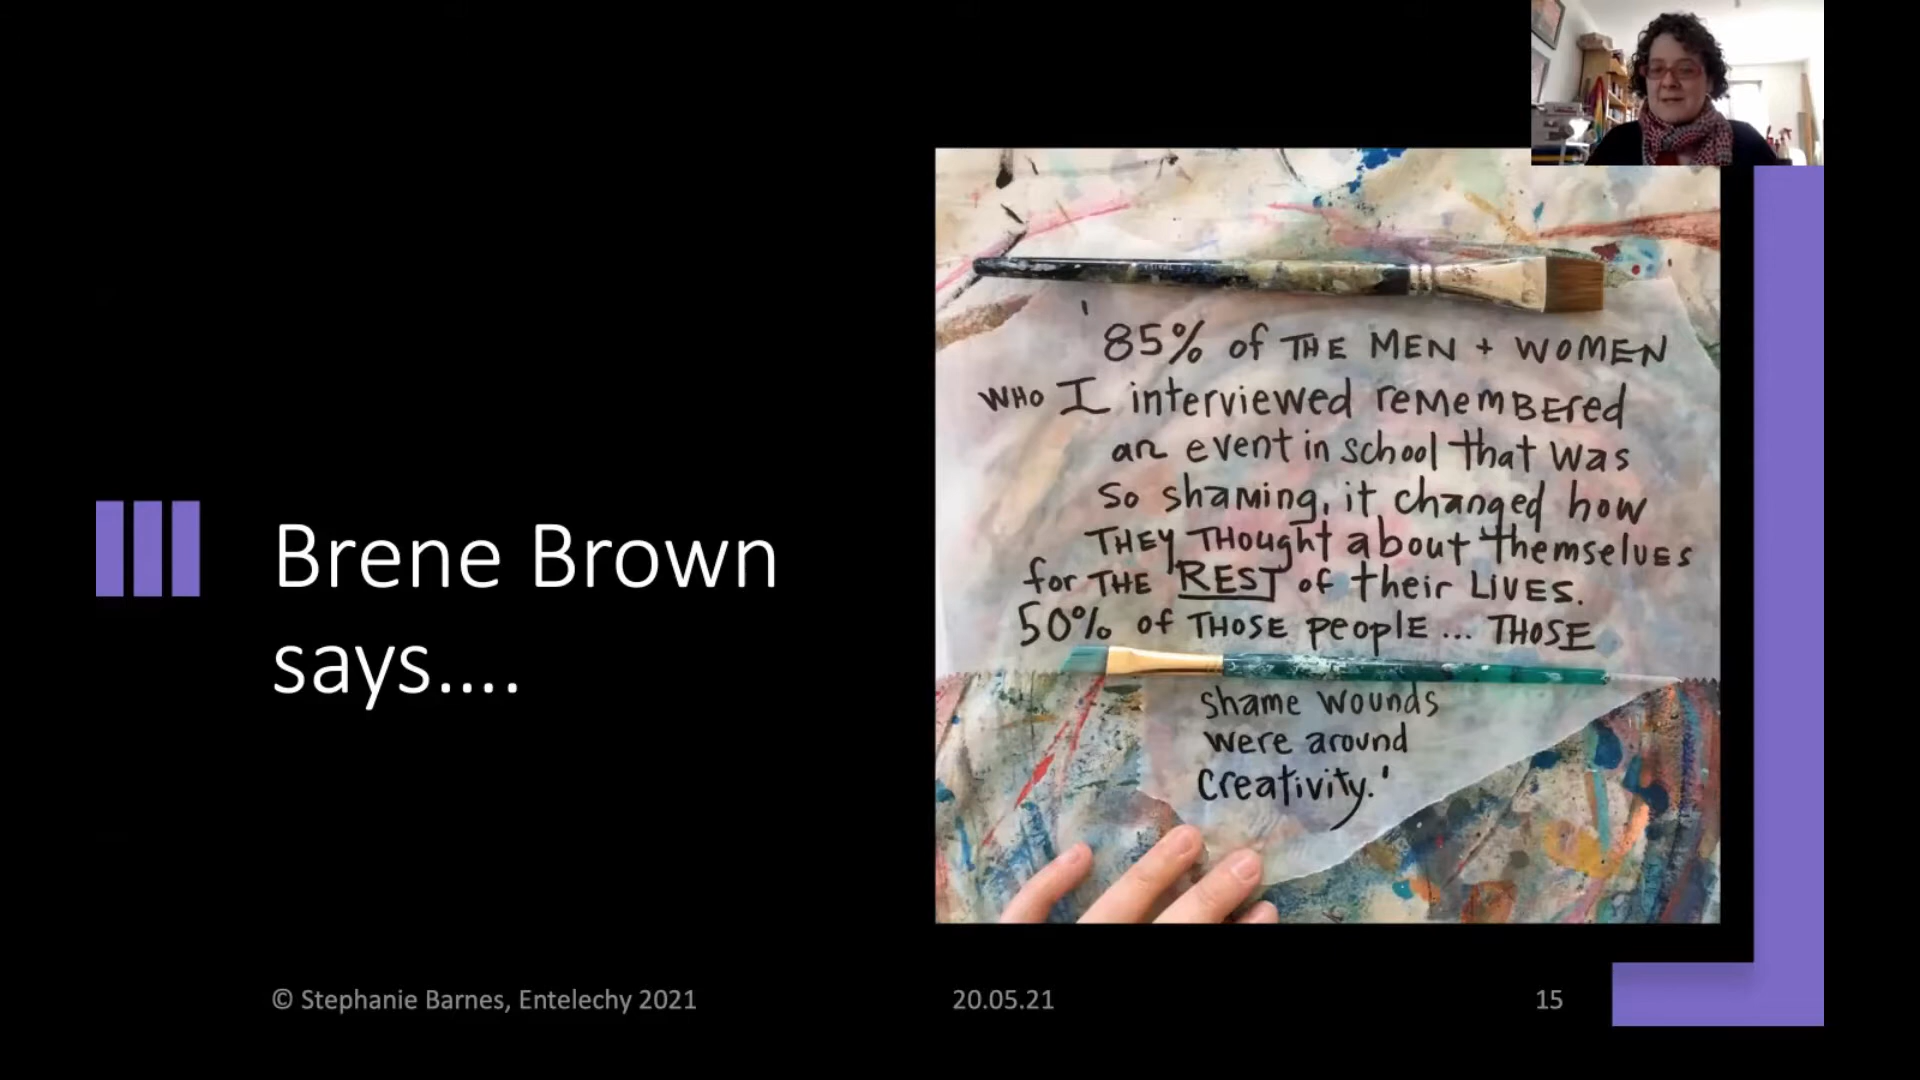 Brene Brown
says....
'85% of THE MEN + WOMEN
WHO I interviewed remembered
an event in school that was
so shaming, it changed how
THEY THought about themselves
for THE REST of their LIVES.
50% of THOSE people ... THOSE
shame wounds
were around
creativity.'
© Stephanie Barnes, Entelechy 2021
20.05.21
15